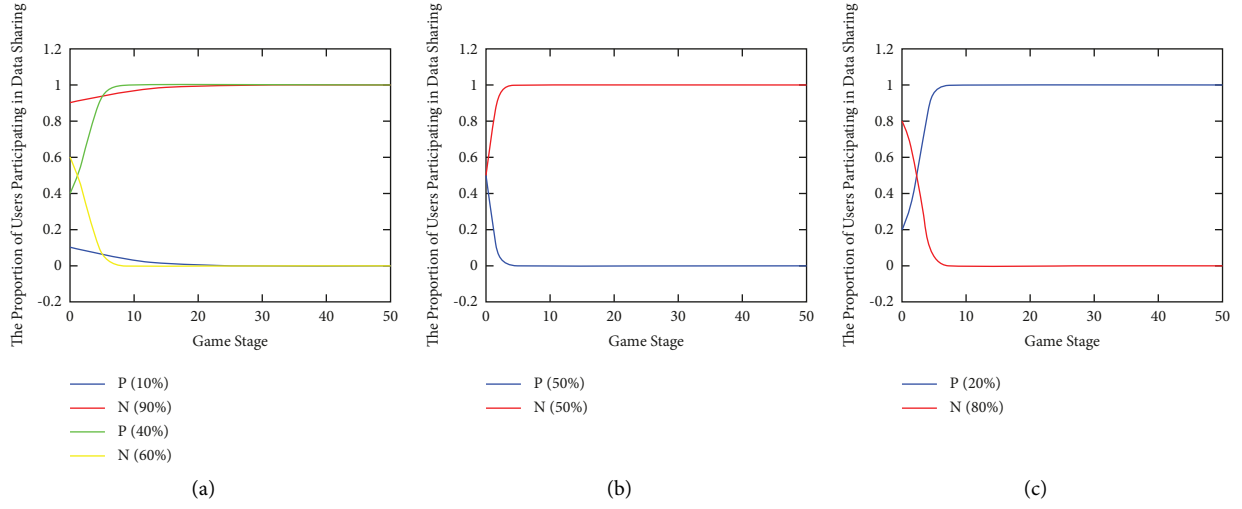 The Proportion of Users Participating in Data Sharing
1.2
1
0.8
0.6
0.4
0.2
0
-0.2
0 10 20 30 40 50
Game Stage
P (10%)
N (90%)
P (40%)
N (60%)
(a)
The Proportion of Users Participating in Data Sharing
1.2
1
0.8
0.6
0.4
0.2
0
-0.2
0 10 20 30 40 50
Game Stage
P (50%)
N (50%)
(b)
The Proportion of Users Participating in Data Sharing
1.2
1
0.8
0.6
0.4
0.2
0
-0.2
0 10 20 30 40 50
Game Stage
P (20%)
N (80%)
(c)